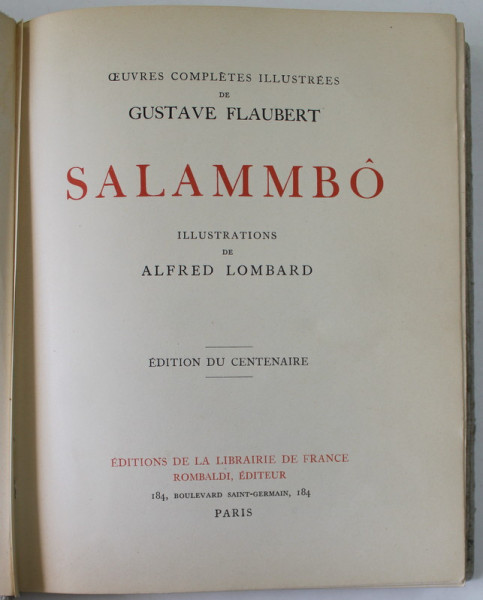 ŒUVRES COMPLÈTES ILLUSTRÉES
DE
GUSTAVE FLAUBERT
SALAMMBÔ
ILLUSTRATIONS
DE
ALFRED LOMBARD
ÉDITION DU CENTENAIRE
ÉDITIONS DE LA LIBRAIRIE DE FRANCE
ROMBALDI, ÉDITEUR
184, BOULEVARD SAINT-GERMAIN, 184
PARIS